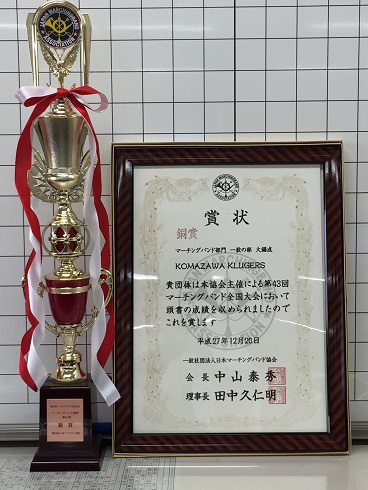 JAPAN MARCHINGBAND
ASSOCIATION
賞状
銅賞
マーチングバンド部門 一般の部 大編成
KOMAZAWA KLUGERS
貴団体は本協会主催による第43回
マーチングバンド全国大会において
頭書の成績を収められましたので
これを賞します
平成27年12月20日
一般社団法人日本マーチングバンド協会
会長 中山泰秀
理事長 田中久仁明
銅賞